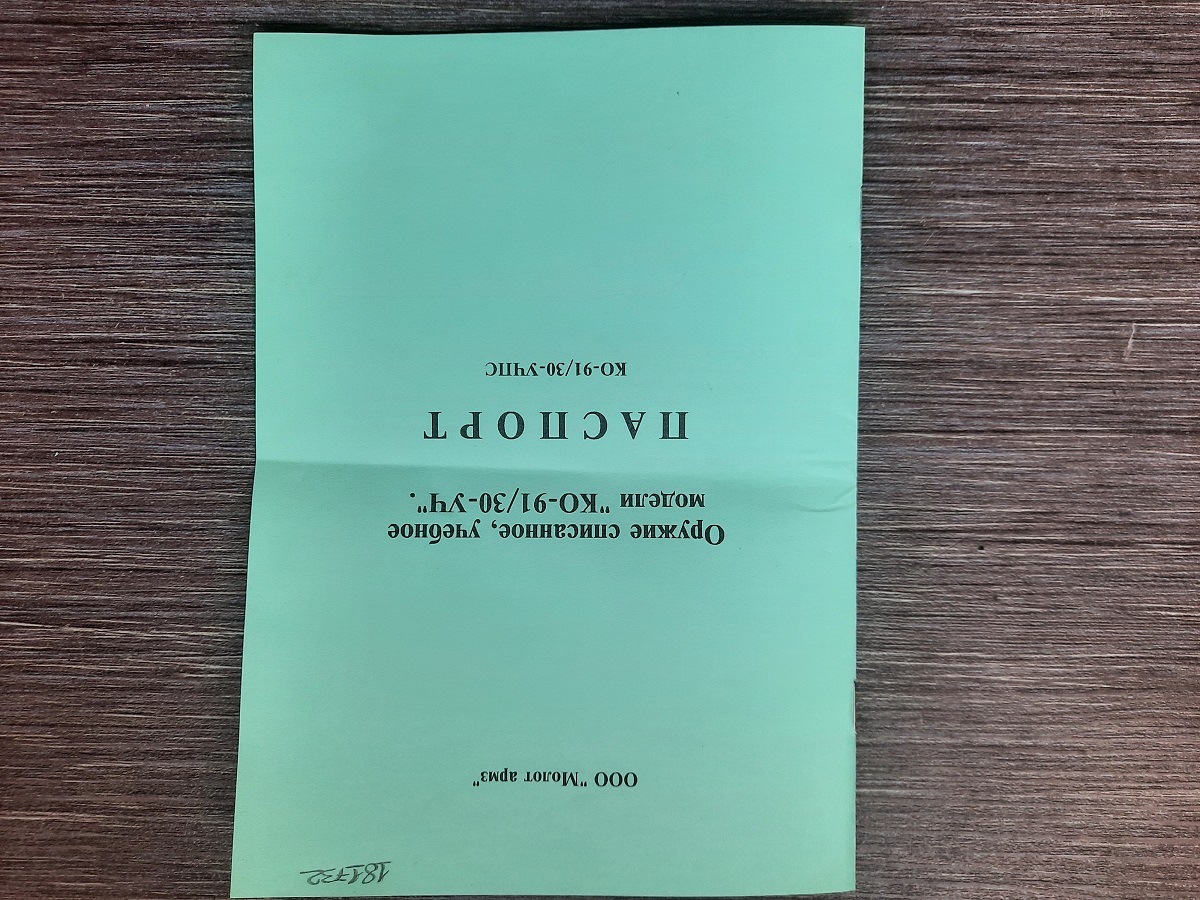 181732
ООО "Молот армз"
Оружие списанное, учебное
модели "КО-91/30-УЧ".
ПАСПОРТ
КО-91/30-УЧПС